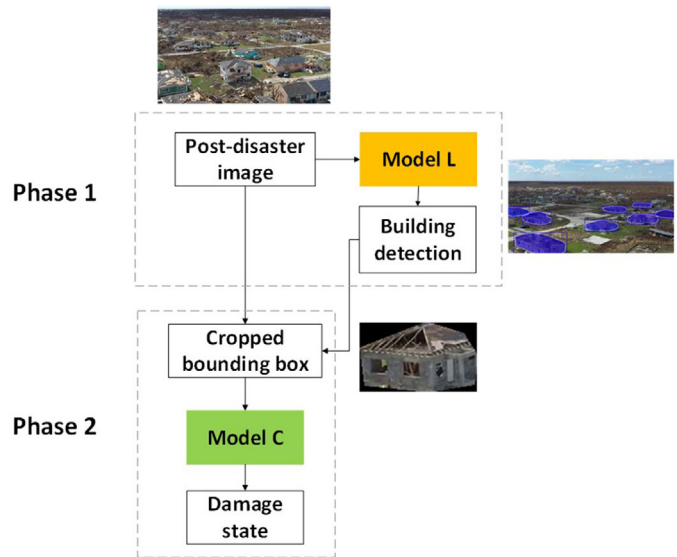 Phase 1
Post-disaster
image
Model L
Building
detection
Phase 2
Cropped
bounding box
Model C
Damage
state